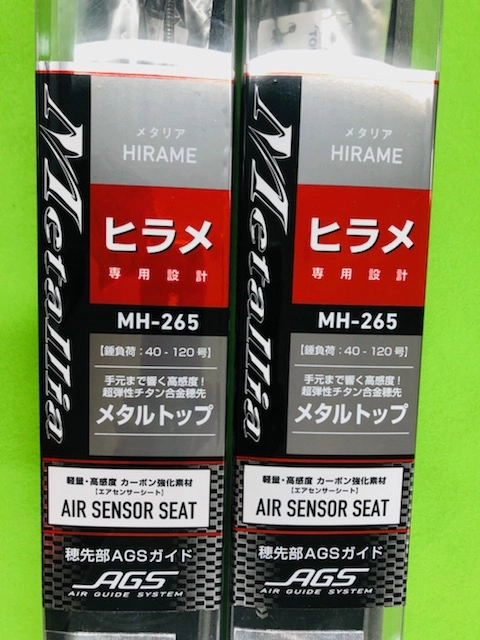 Metallia
メタリア
HIRAME
ヒラメ
専用設計
MH-265
【錘負荷:40 - 120号】
手元まで響く高感度!
超弾性チタン合金穂先
メタルトップ
軽量・高感度 カーボン強化素材
【エアセンサーシート】
AIR SENSOR SEAT
穂先部AGSガイド
AGS
AIR GUIDE SYSTEM
Metallia
メタリア
HIRAME
ヒラメ
専用設計
MH-265
【錘負荷:40 - 120号】
手元まで響く高感度!
超弾性チタン合金穂先
メタルトップ
軽量・高感度 カーボン強化素材
【エアセンサーシート】
AIR SENSOR SEAT
穂先部AGSガイド
AGS
AIR GUIDE SYSTEM